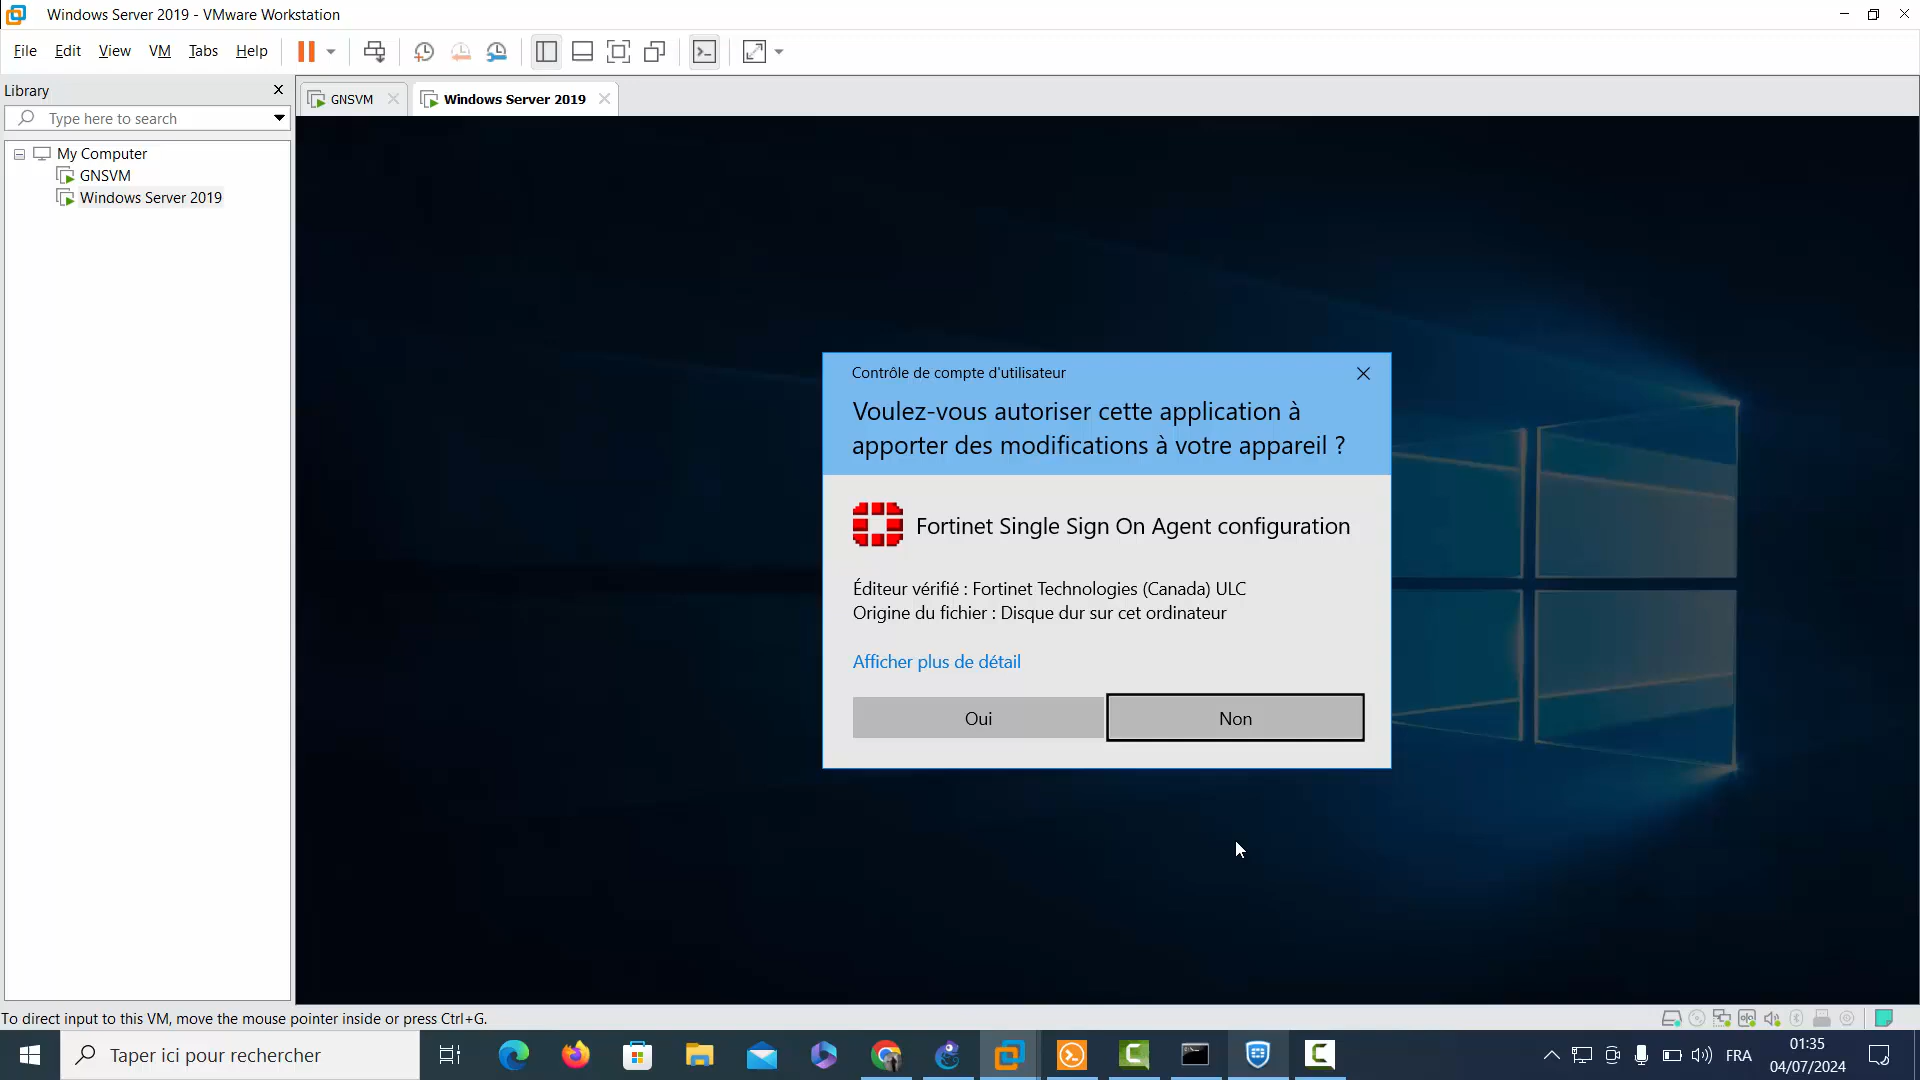 Windows Server 2019 - VMware Workstation
File Edit View VM Tabs Help
Library
Type here to search
My Computer
GNSVM
Windows Server 2019
GNSVM
Windows Server 2019
Contrôle de compte d'utilisateur
Voulez-vous autoriser cette application à
apporter des modifications à votre appareil ?
Fortinet Single Sign On Agent configuration
Éditeur vérifié : Fortinet Technologies (Canada) ULC
Origine du fichier : Disque dur sur cet ordinateur
Afficher plus de détail
Oui
Non
To direct input to this VM, move the mouse pointer inside or press Ctrl+G.
Taper ici pour rechercher
FRA
01:35
04/07/2024